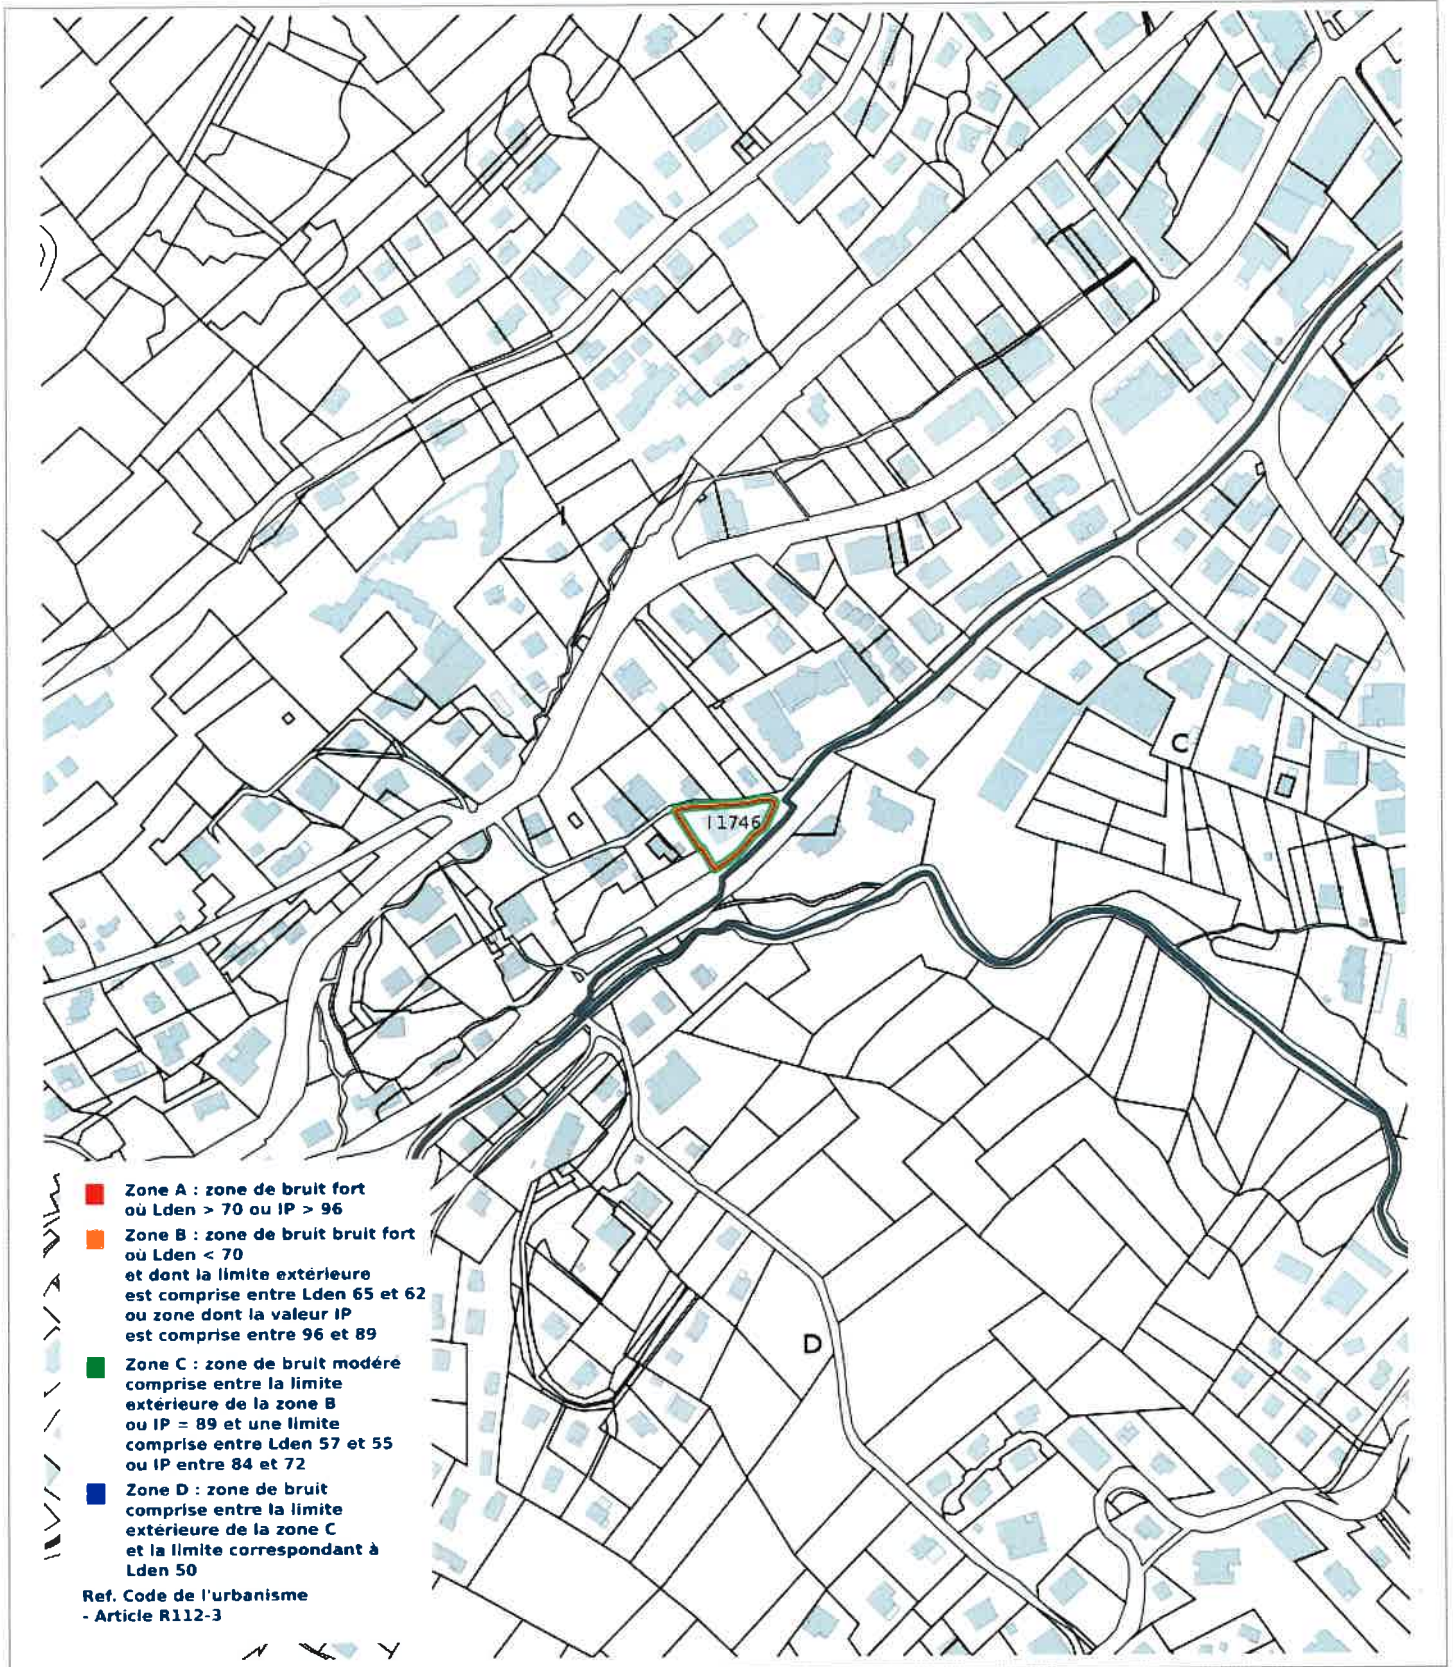 I
C
I 1746
D
Zone A : zone de bruit fort
où Lden > 70 ou IP > 96
Zone B : zone de bruit bruit fort
où Lden < 70
et dont la limite extérieure
est comprise entre Lden 65 et 62
ou zone dont la valeur IP
est comprise entre 96 et 89
Zone C : zone de bruit modéré
comprise entre la limite
extérieure de la zone B
ou IP = 89 et une limite
comprise entre Lden 57 et 55
ou IP entre 84 et 72
Zone D : zone de bruit
comprise entre la limite
extérieure de la zone C
et la limite correspondant à
Lden 50
Ref. Code de l'urbanisme
- Article R112-3